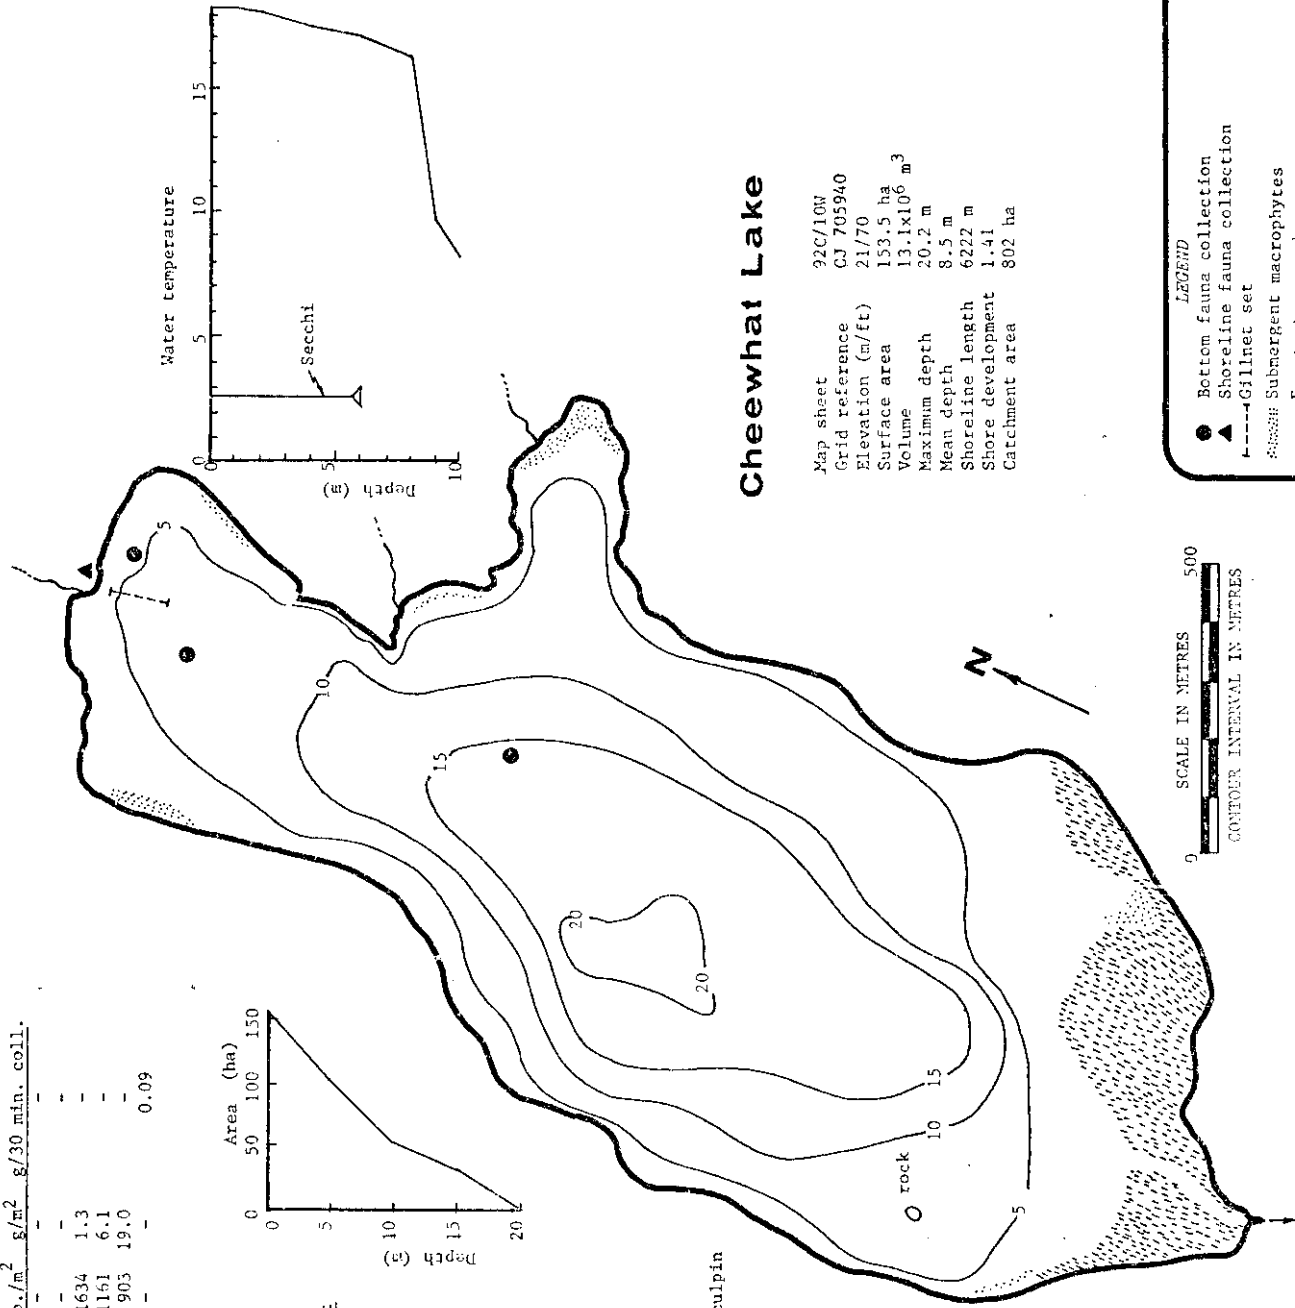 g/m² g/30 min. coll.
- - -
1634 1.3 -
1161 6.1 -
903 19.0 -
- - 0.09
Area (ha)
0 50 100 150
0
5
10
15
20
Depth (m)
Water temperature
0 5 10 15
Secchi
0
5
10
Depth (m)
5
10
15
20
20
15
10
5
rock
Cheewhat Lake
Map sheet 92C/10W
Grid reference CJ 705940
Elevation (m/ft) 21/70
Surface area 153.5 ha
Volume 13.1x10⁶ m³
Maximum depth 20.2 m
Mean depth 8.5 m
Shoreline length 6222 m
Shore development 1.41
Catchment area 802 ha
N
SCALE IN METRES
0 500
CONTOUR INTERVAL IN METRES
LEGEND
Bottom fauna collection
Shoreline fauna collection
Gillnet set
Submergent macrophytes